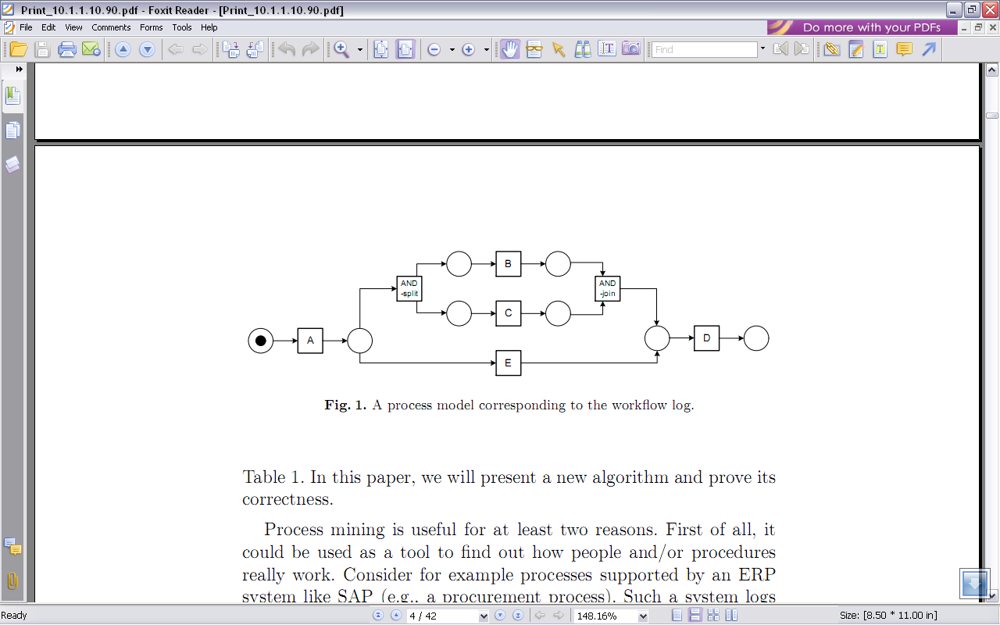 Print_10.1.1.10.90.pdf - Foxit Reader - [Print_10.1.1.10.90.pdf]
File Edit View Comments Forms Tools Help
Do more with your PDFs
Find
B
AND
-split
AND
-join
C
A
D
E
Fig. 1. A process model corresponding to the workflow log.
Table 1. In this paper, we will present a new algorithm and prove its
correctness.
Process mining is useful for at least two reasons. First of all, it
could be used as a tool to find out how people and/or procedures
really work. Consider for example processes supported by an ERP
system like SAP (e.g., a procurement process). Such a system logs
Ready
4 / 42
148.16%
Size: [8.50 * 11.00 in]